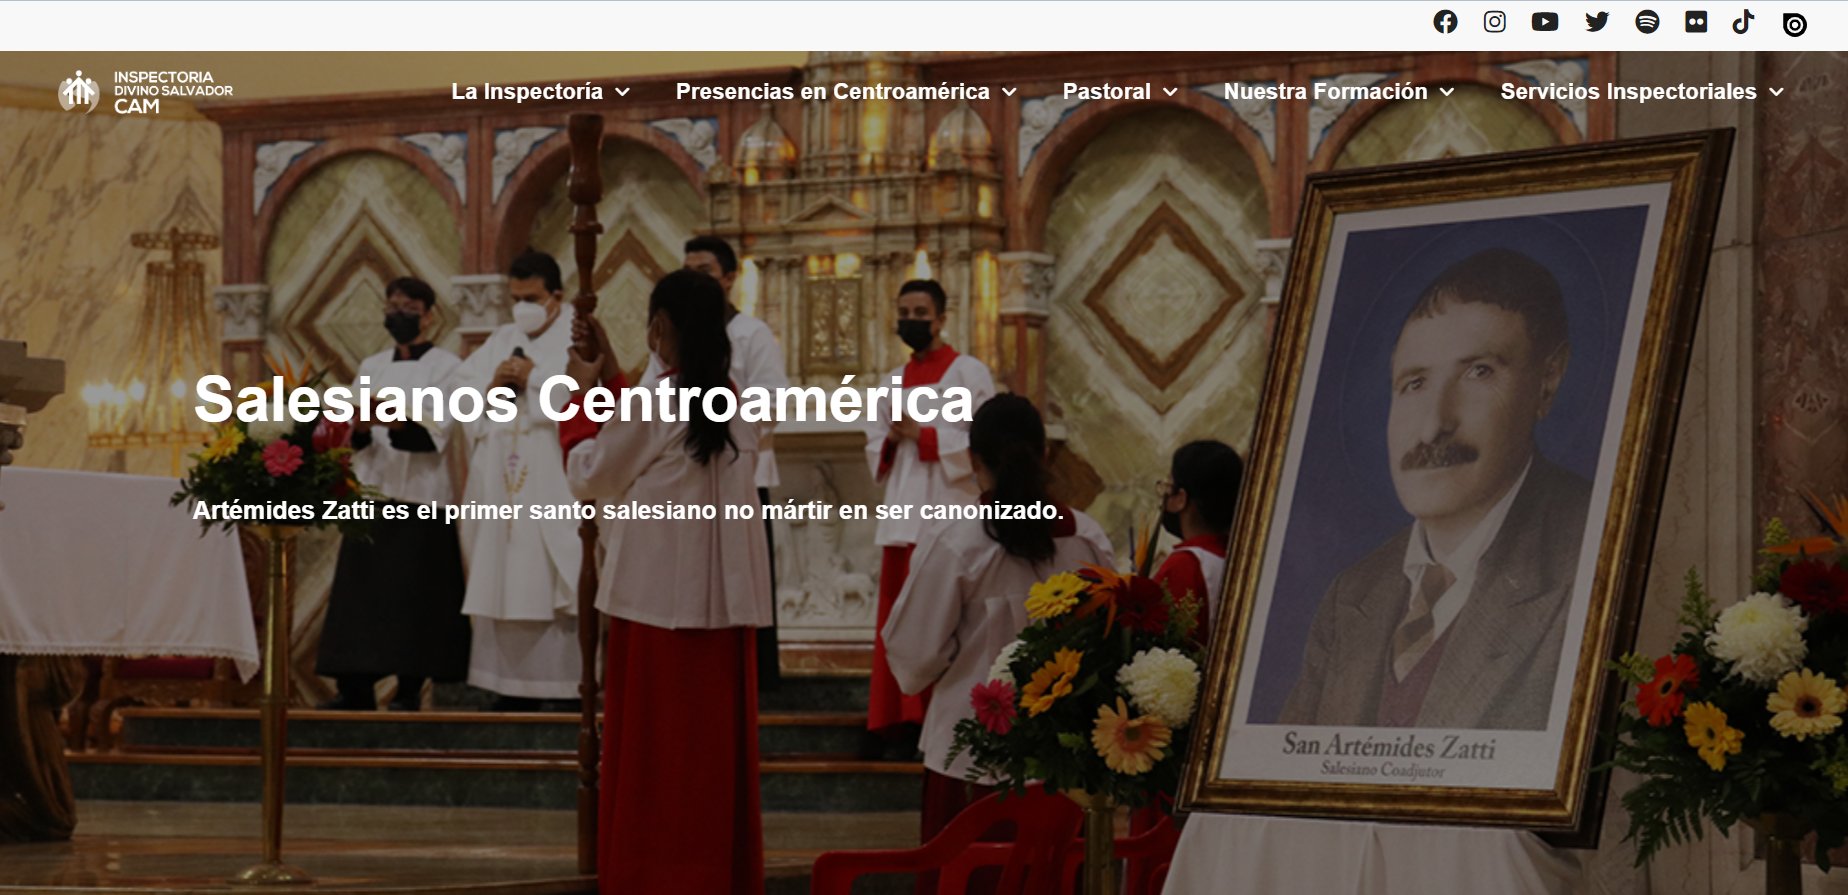 INSPECTORIA
DIVINO SALVADOR
CAM
La Inspectoría
Presencias en Centroamérica
Pastoral
Nuestra Formación
Servicios Inspectoriales
Salesianos Centroamérica
Artémides Zatti es el primer santo salesiano no mártir en ser canonizado.
San Artémides Zatti
Salesiano Coadjutor